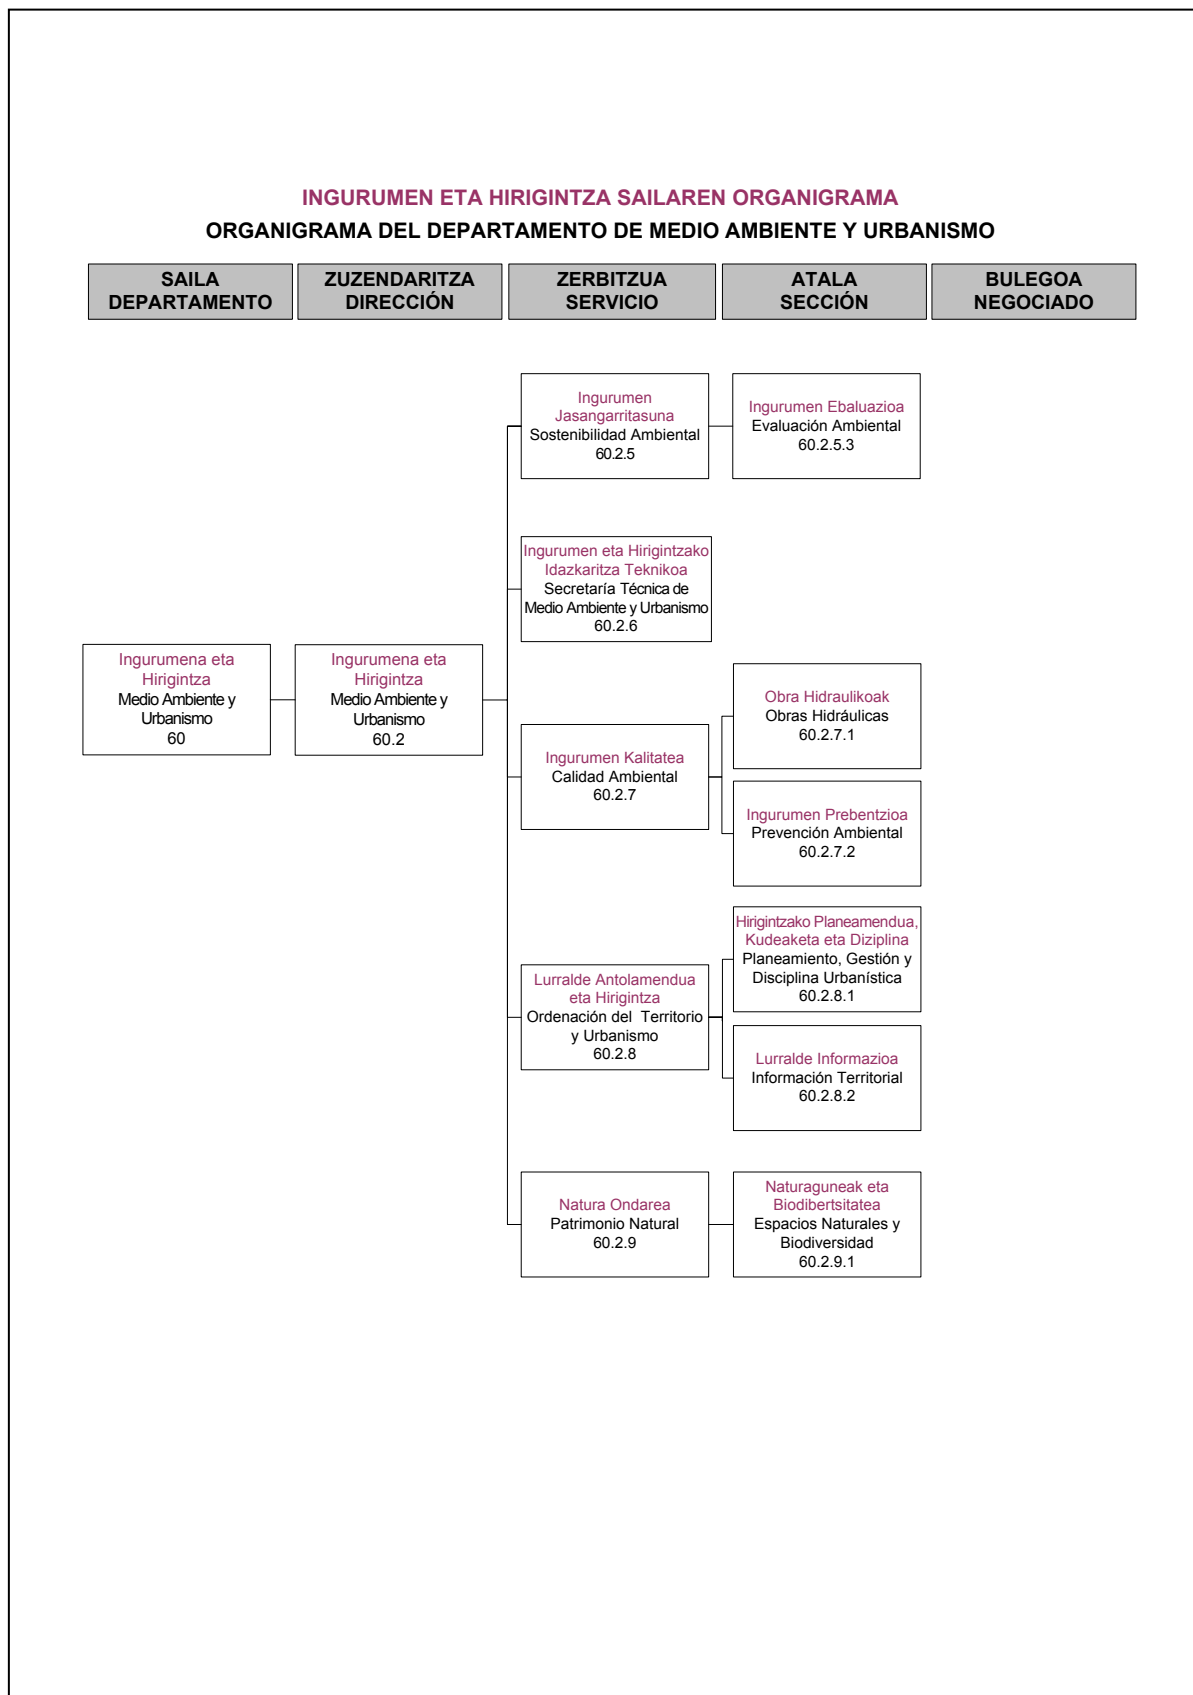 INGURUMEN ETA HIRIGINTZA SAILAREN ORGANIGRAMA
ORGANIGRAMA DEL DEPARTAMENTO DE MEDIO AMBIENTE Y URBANISMO
SAILA
DEPARTAMENTO
ZUZENDARITZA
DIRECCIÓN
ZERBITZUA
SERVICIO
ATALA
SECCIÓN
BULEGOA
NEGOCIADO
Ingurumena eta
Hirigintza
Medio Ambiente y
Urbanismo
60
Ingurumena eta
Hirigintza
Medio Ambiente y
Urbanismo
60.2
Ingurumen
Jasangarritasuna
Sostenibilidad Ambiental
60.2.5
Ingurumen Ebaluazioa
Evaluación Ambiental
60.2.5.3
Ingurumen eta Hirigintzako
Idazkaritza Teknikoa
Secretaría Técnica de
Medio Ambiente y Urbanismo
60.2.6
Ingurumen Kalitatea
Calidad Ambiental
60.2.7
Obra Hidraulikoak
Obras Hidráulicas
60.2.7.1
Ingurumen Prebentzioa
Prevención Ambiental
60.2.7.2
Lurralde Antolamendua
eta Hirigintza
Ordenación del Territorio
y Urbanismo
60.2.8
Hirigintzako Planeamendua,
Kudeaketa eta Diziplina
Planeamiento, Gestión y
Disciplina Urbanística
60.2.8.1
Lurralde Informazioa
Información Territorial
60.2.8.2
Natura Ondarea
Patrimonio Natural
60.2.9
Naturaguneak eta
Biodibertsitatea
Espacios Naturales y
Biodiversidad
60.2.9.1